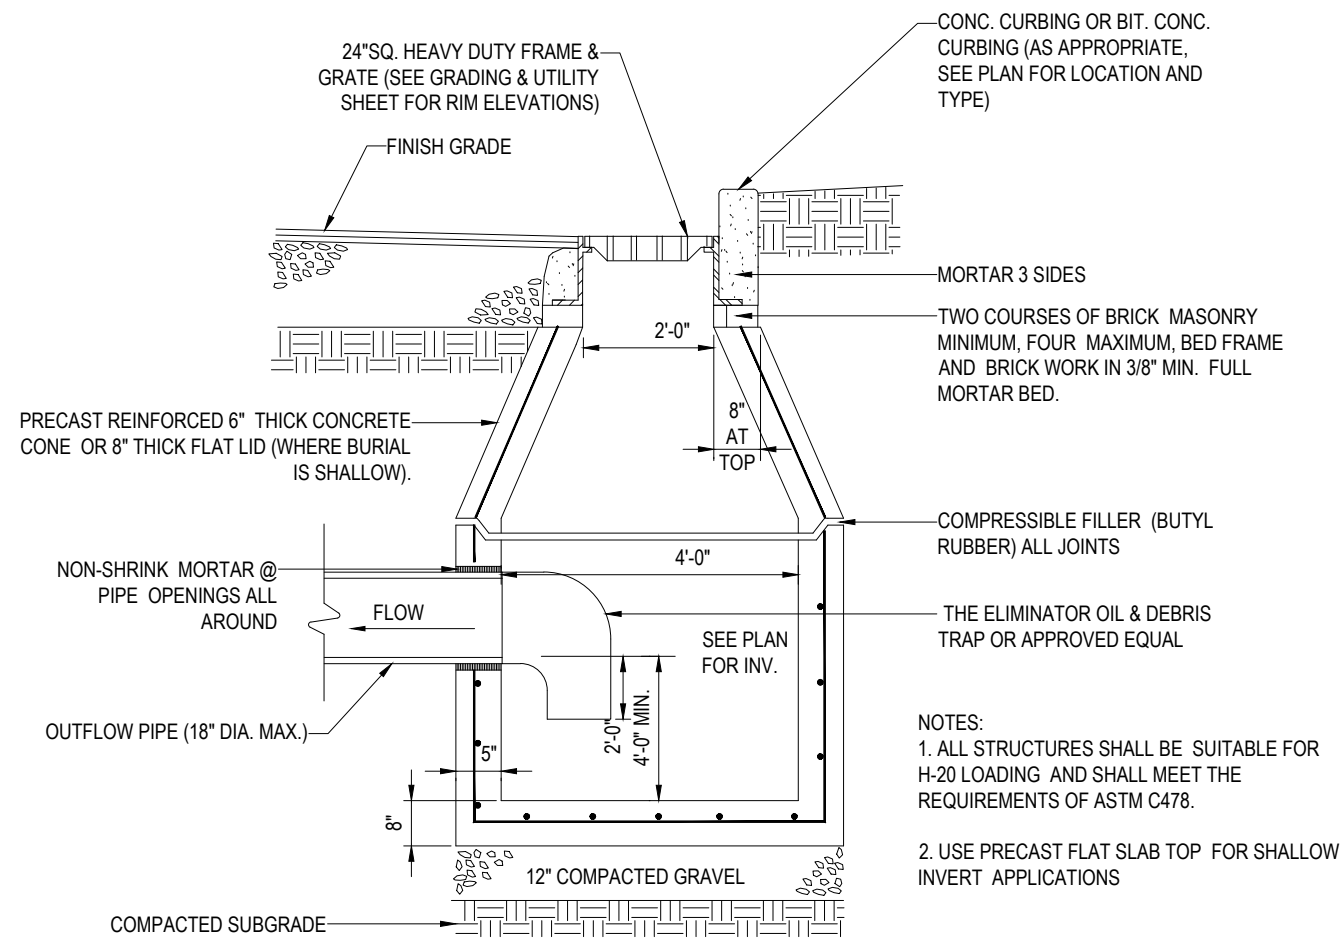 CONC. CURBING OR BIT. CONC.
CURBING (AS APPROPRIATE,
SEE PLAN FOR LOCATION AND
TYPE)
24"SQ. HEAVY DUTY FRAME &
GRATE (SEE GRADING & UTILITY
SHEET FOR RIM ELEVATIONS)
FINISH GRADE
MORTAR 3 SIDES
TWO COURSES OF BRICK MASONRY
MINIMUM, FOUR MAXIMUM, BED FRAME
AND BRICK WORK IN 3/8" MIN. FULL
MORTAR BED.
2'-0"
8"
AT
TOP
PRECAST REINFORCED 6" THICK CONCRETE
CONE OR 8" THICK FLAT LID (WHERE BURIAL
IS SHALLOW).
COMPRESSIBLE FILLER (BUTYL
RUBBER) ALL JOINTS
4'-0"
NON-SHRINK MORTAR @
PIPE OPENINGS ALL
AROUND
FLOW
THE ELIMINATOR OIL & DEBRIS
TRAP OR APPROVED EQUAL
SEE PLAN
FOR INV.
OUTFLOW PIPE (18" DIA. MAX.)
2'-0"
4'-0" MIN.
5"
8"
NOTES:
1. ALL STRUCTURES SHALL BE SUITABLE FOR
H-20 LOADING AND SHALL MEET THE
REQUIREMENTS OF ASTM C478.
2. USE PRECAST FLAT SLAB TOP FOR SHALLOW
INVERT APPLICATIONS
12" COMPACTED GRAVEL
COMPACTED SUBGRADE